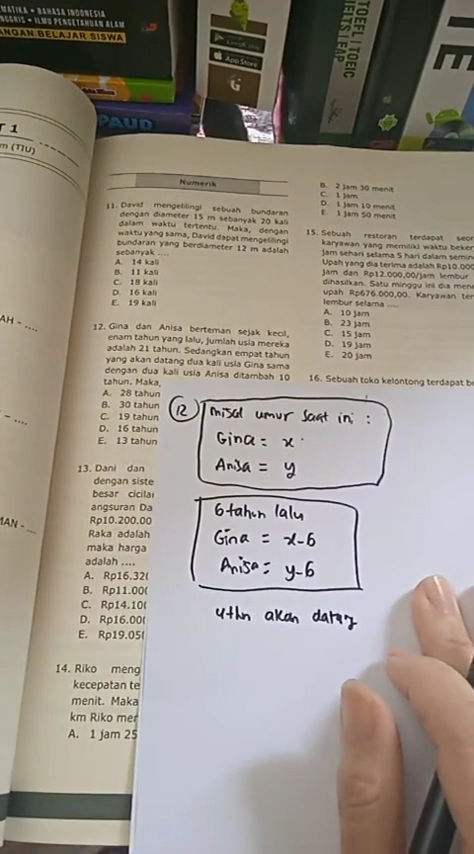 BAHASA INDONESIA
ILMU PENGETAHUAN ALAM
BELAJAR SISWA
PAUD
App Store
G
TOEFL | TOEIC
IELTS | EAP
T 1
(TIU)
Numerik
11. David mengelilingi sebuah bundaran
dengan diameter 15 m sebanyak 20 kali
dalam waktu tertentu. Maka, dengan
waktu yang sama, David dapat mengelilingi
bundaran yang berdiameter 12 m adalah
sebanyak ....
A. 14 kali
B. 11 kali
C. 18 kali
D. 16 kali
E. 19 kali
12. Gina dan Anisa berteman sejak kecil,
enam tahun yang lalu, jumlah usia mereka
adalah 21 tahun. Sedangkan empat tahun
yang akan datang dua kali usia Gina sama
dengan dua kali usia Anisa ditambah 10
tahun. Maka,
A. 28 tahun
B. 30 tahun
C. 19 tahun
D. 16 tahun
E. 13 tahun
13. Dani dan
dengan siste
besar cicila
angsuran Da
Rp10.200.00
Raka adalah
maka harga
adalah ....
A. Rp16.32
B. Rp11.00
C. Rp14.10
D. Rp16.00
E. Rp19.05
14. Riko meng
kecepatan te
menit. Maka
km Riko mer
A. 1 jam 25
B. 2 jam 30 menit
C. 1 jam
D. 1 jam 10 menit
E. 1 jam 50 menit
15. Sebuah restoran terdapat seor
karyawan yang memiliki waktu beker
jam sehari selama 5 hari dalam semin
Upah yang dia terima adalah Rp10.000
jam dan Rp12.000,00/jam lembur
dihasilkan. Satu minggu ini dia men
upah Rp676.000,00. Karyawan ter
lembur selama ....
A. 10 jam
B. 23 jam
C. 15 jam
D. 19 jam
E. 20 jam
16. Sebuah toko kelontong terdapat b
AH - ....
- ....
AN - ...
12
misal umur saat ini :
Gina = x
Anisa = y
6 tahun lalu
Gina = x-6
Anisa = y-6
4 thn akan datang